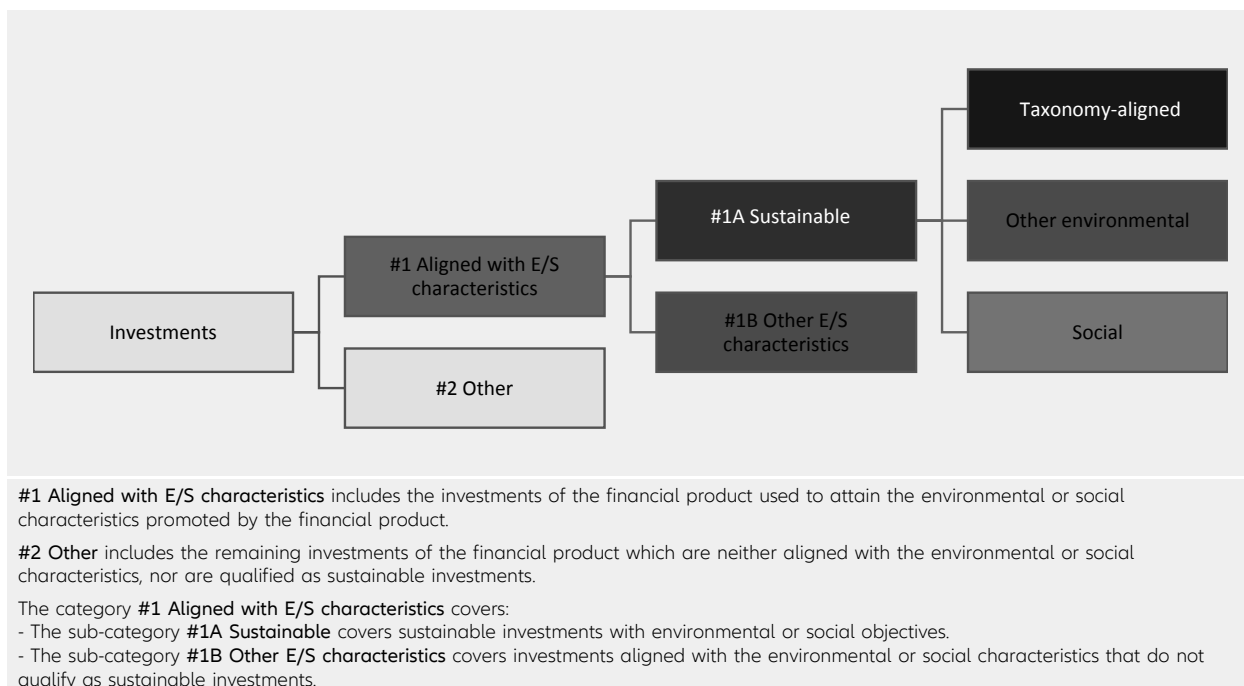 Taxonomy-aligned
#1A Sustainable
Other environmental
#1 Aligned with E/S
characteristics
#1B Other E/S
characteristics
Investments
Social
#2 Other
#1 Aligned with E/S characteristics includes the investments of the financial product used to attain the environmental or social
characteristics promoted by the financial product.
#2 Other includes the remaining investments of the financial product which are neither aligned with the environmental or social
characteristics, nor are qualified as sustainable investments.
The category #1 Aligned with E/S characteristics covers:
- The sub-category #1A Sustainable covers sustainable investments with environmental or social objectives.
- The sub-category #1B Other E/S characteristics covers investments aligned with the environmental or social characteristics that do not
qualify as sustainable investments.